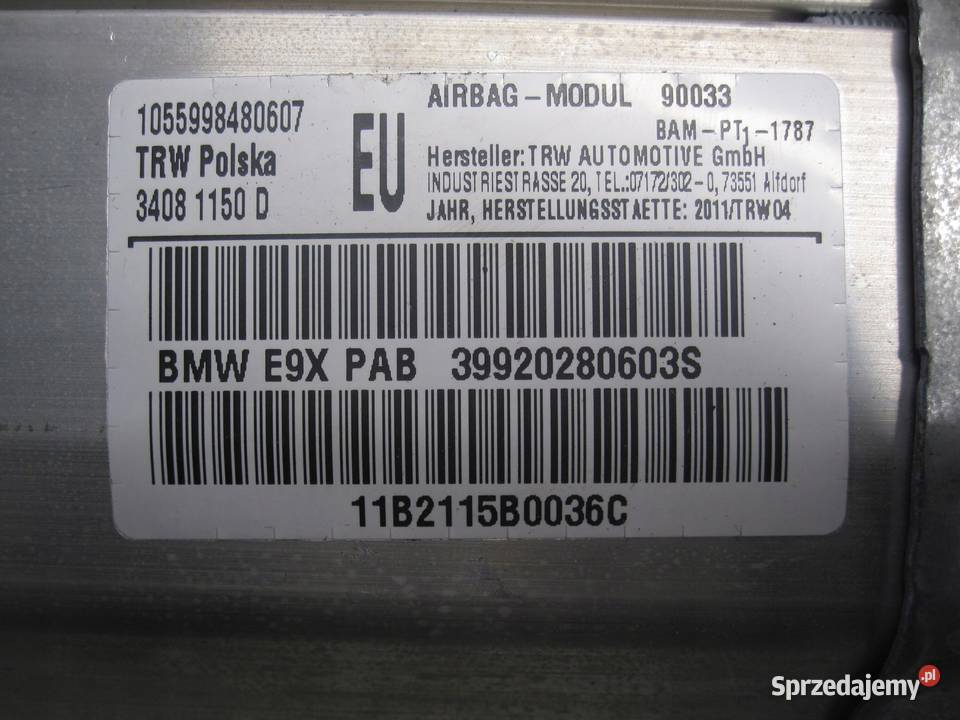 1055998480607
TRW Polska
3408 1150 D
EU
AIRBAG-MODUL 90033
BAM-PT1-1787
Hersteller: TRW AUTOMOTIVE GmbH
INDUSTRIESTRASSE 20, TEL.:07172/302-0, 73551 Alfdorf
JAHR, HERSTELLUNGSSTAETTE: 2011/TRW04
BMW E9X PAB 39920280603S
11B2115B0036C
Sprzedajemy.pl